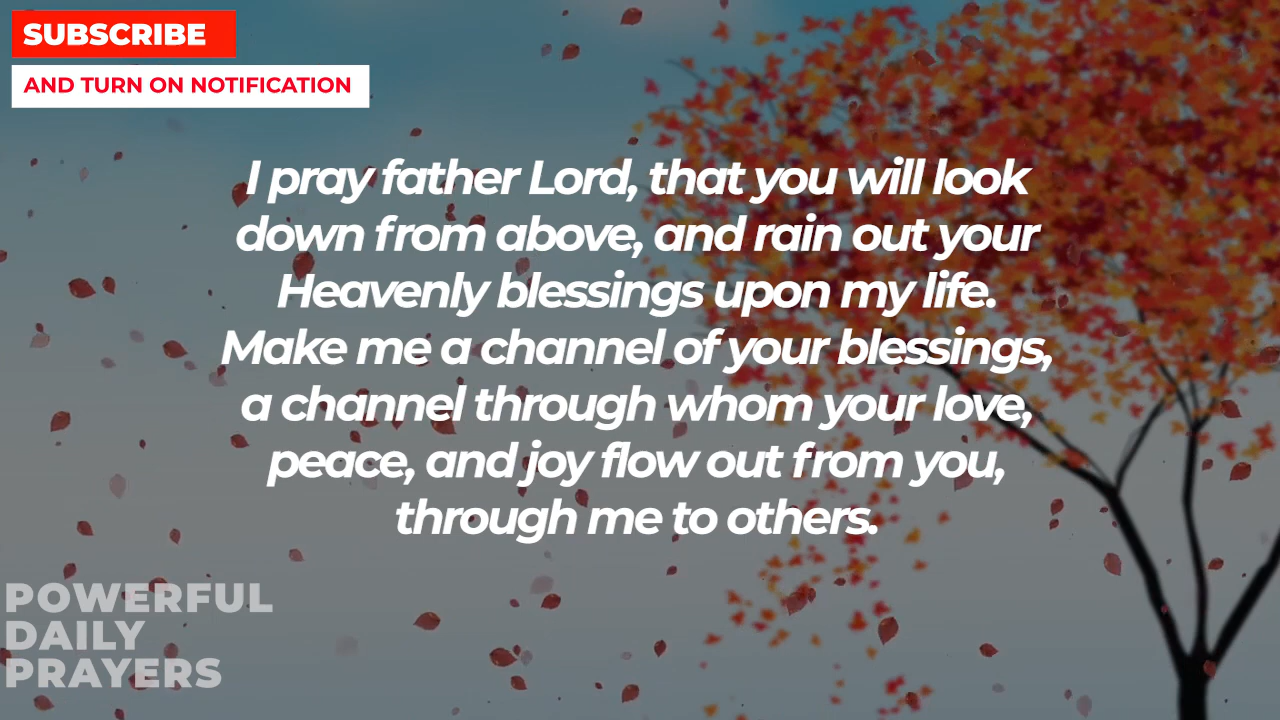 SUBSCRIBE
AND TURN ON NOTIFICATION
I pray father Lord, that you will look
down from above, and rain out your
Heavenly blessings upon my life.
Make me a channel of your blessings,
a channel through whom your love,
peace, and joy flow out from you,
through me to others.
POWERFUL
DAILY
PRAYERS